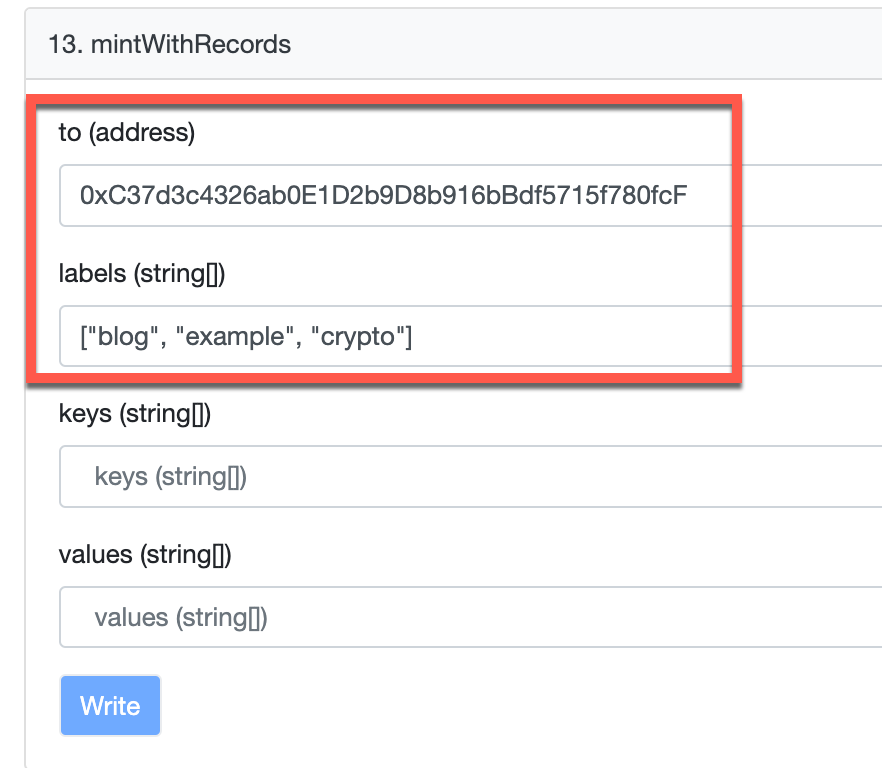 13. mintWithRecords
to (address)
0xC37d3c4326ab0E1D2b9D8b916bBdf5715f780fcF
labels (string[])
["blog", "example", "crypto"]
keys (string[])
keys (string[])
values (string[])
values (string[])
Write